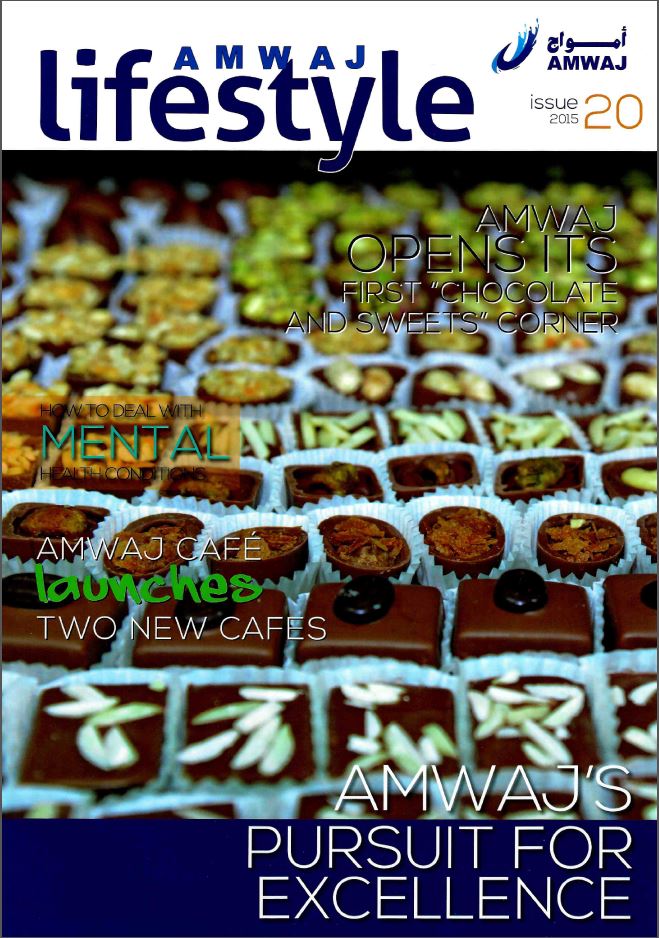 AMWAJ
lifestyle
أمواج
AMWAJ
issue 20
2015
AMWAJ
OPENS ITS
FIRST "CHOCOLATE
AND SWEETS" CORNER
HOW TO DEAL WITH
MENTAL
HEALTH CONDITIONS
AMWAJ CAFÉ
launches
TWO NEW CAFES
AMWAJ'S
PURSUIT FOR
EXCELLENCE